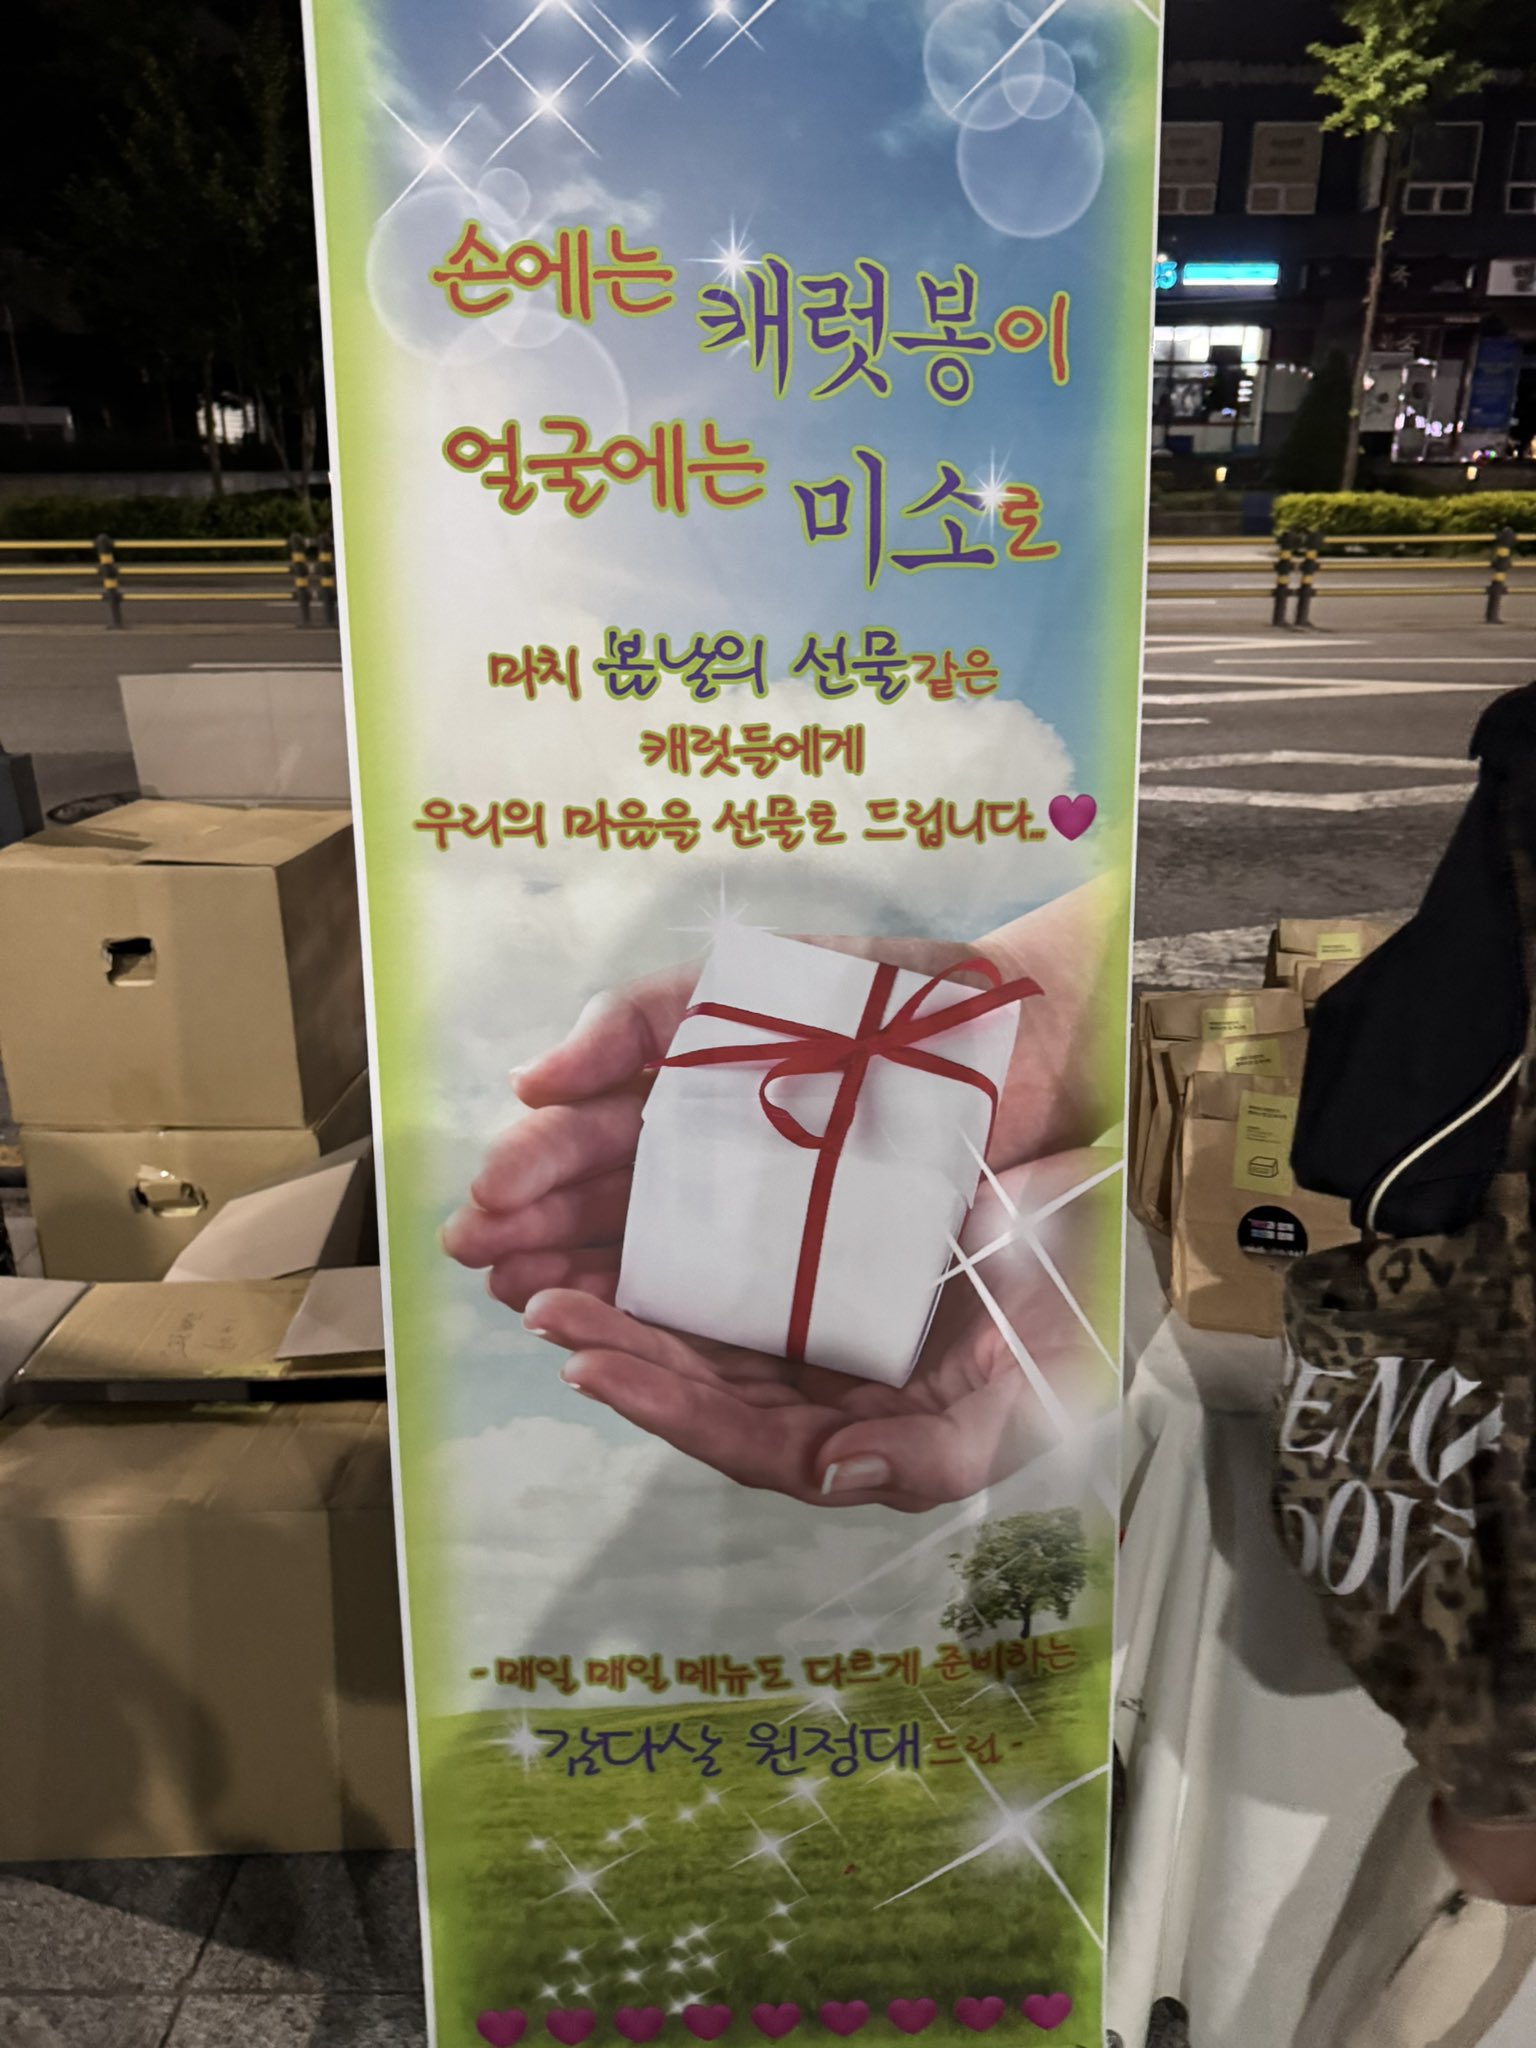 손에는 캐럿봉이
얼굴에는 미소로
마치 봄날의 선물같은
캐럿들에게
우리의 마음을 선물로 드립니다...
- 매일 매일 메뉴도 다르게 준비하는
감다살 원정대 드림 -